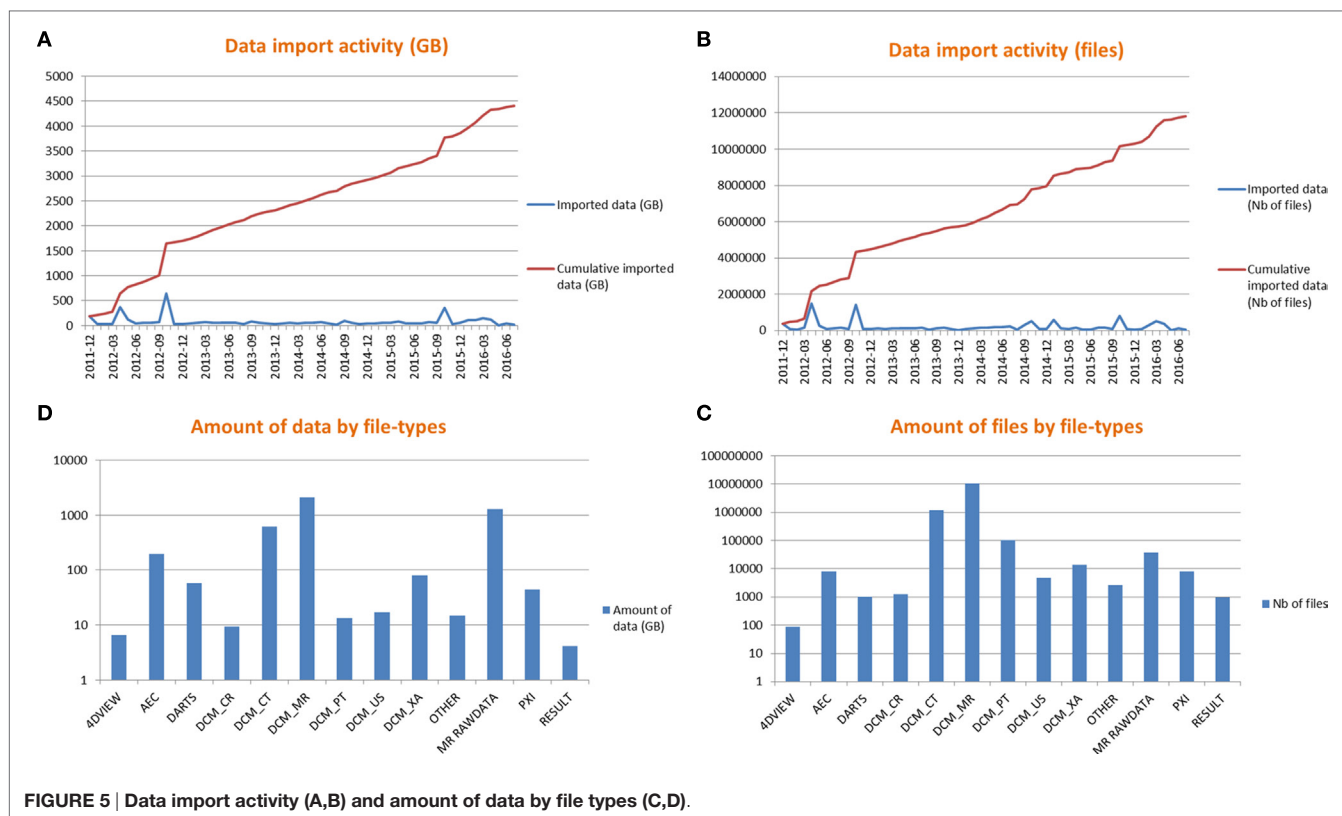 A
Data import activity (GB)
5000
4500
4000
3500
3000
2500
2000
1500
1000
500
0
2011-12
2012-03
2012-06
2012-09
2012-12
2013-03
2013-06
2013-09
2013-12
2014-03
2014-06
2014-09
2014-12
2015-03
2015-06
2015-09
2015-12
2016-03
2016-06
Imported data (GB)
Cumulative imported
data (GB)
B
Data import activity (files)
14000000
12000000
10000000
8000000
6000000
4000000
2000000
0
2011-12
2012-03
2012-06
2012-09
2012-12
2013-03
2013-06
2013-09
2013-12
2014-03
2014-06
2014-09
2014-12
2015-03
2015-06
2015-09
2015-12
2016-03
2016-06
Imported data
(Nb of files)
Cumulative
imported data
(Nb of files)
D
Amount of data by file-types
10000
1000
100
10
1
4DVIEW
AEC
DARTS
DCM_CR
DCM_CT
DCM_MR
DCM_PT
DCM_US
DCM_XA
OTHER
MR RAWDATA
PXI
RESULT
Amount of
data (GB)
C
Amount of files by file-types
100000000
10000000
1000000
100000
10000
1000
100
10
1
4DVIEW
AEC
DARTS
DCM_CR
DCM_CT
DCM_MR
DCM_PT
DCM_US
DCM_XA
OTHER
MR RAWDATA
PXI
RESULT
Nb of files
FIGURE 5 | Data import activity (A,B) and amount of data by file types (C,D).